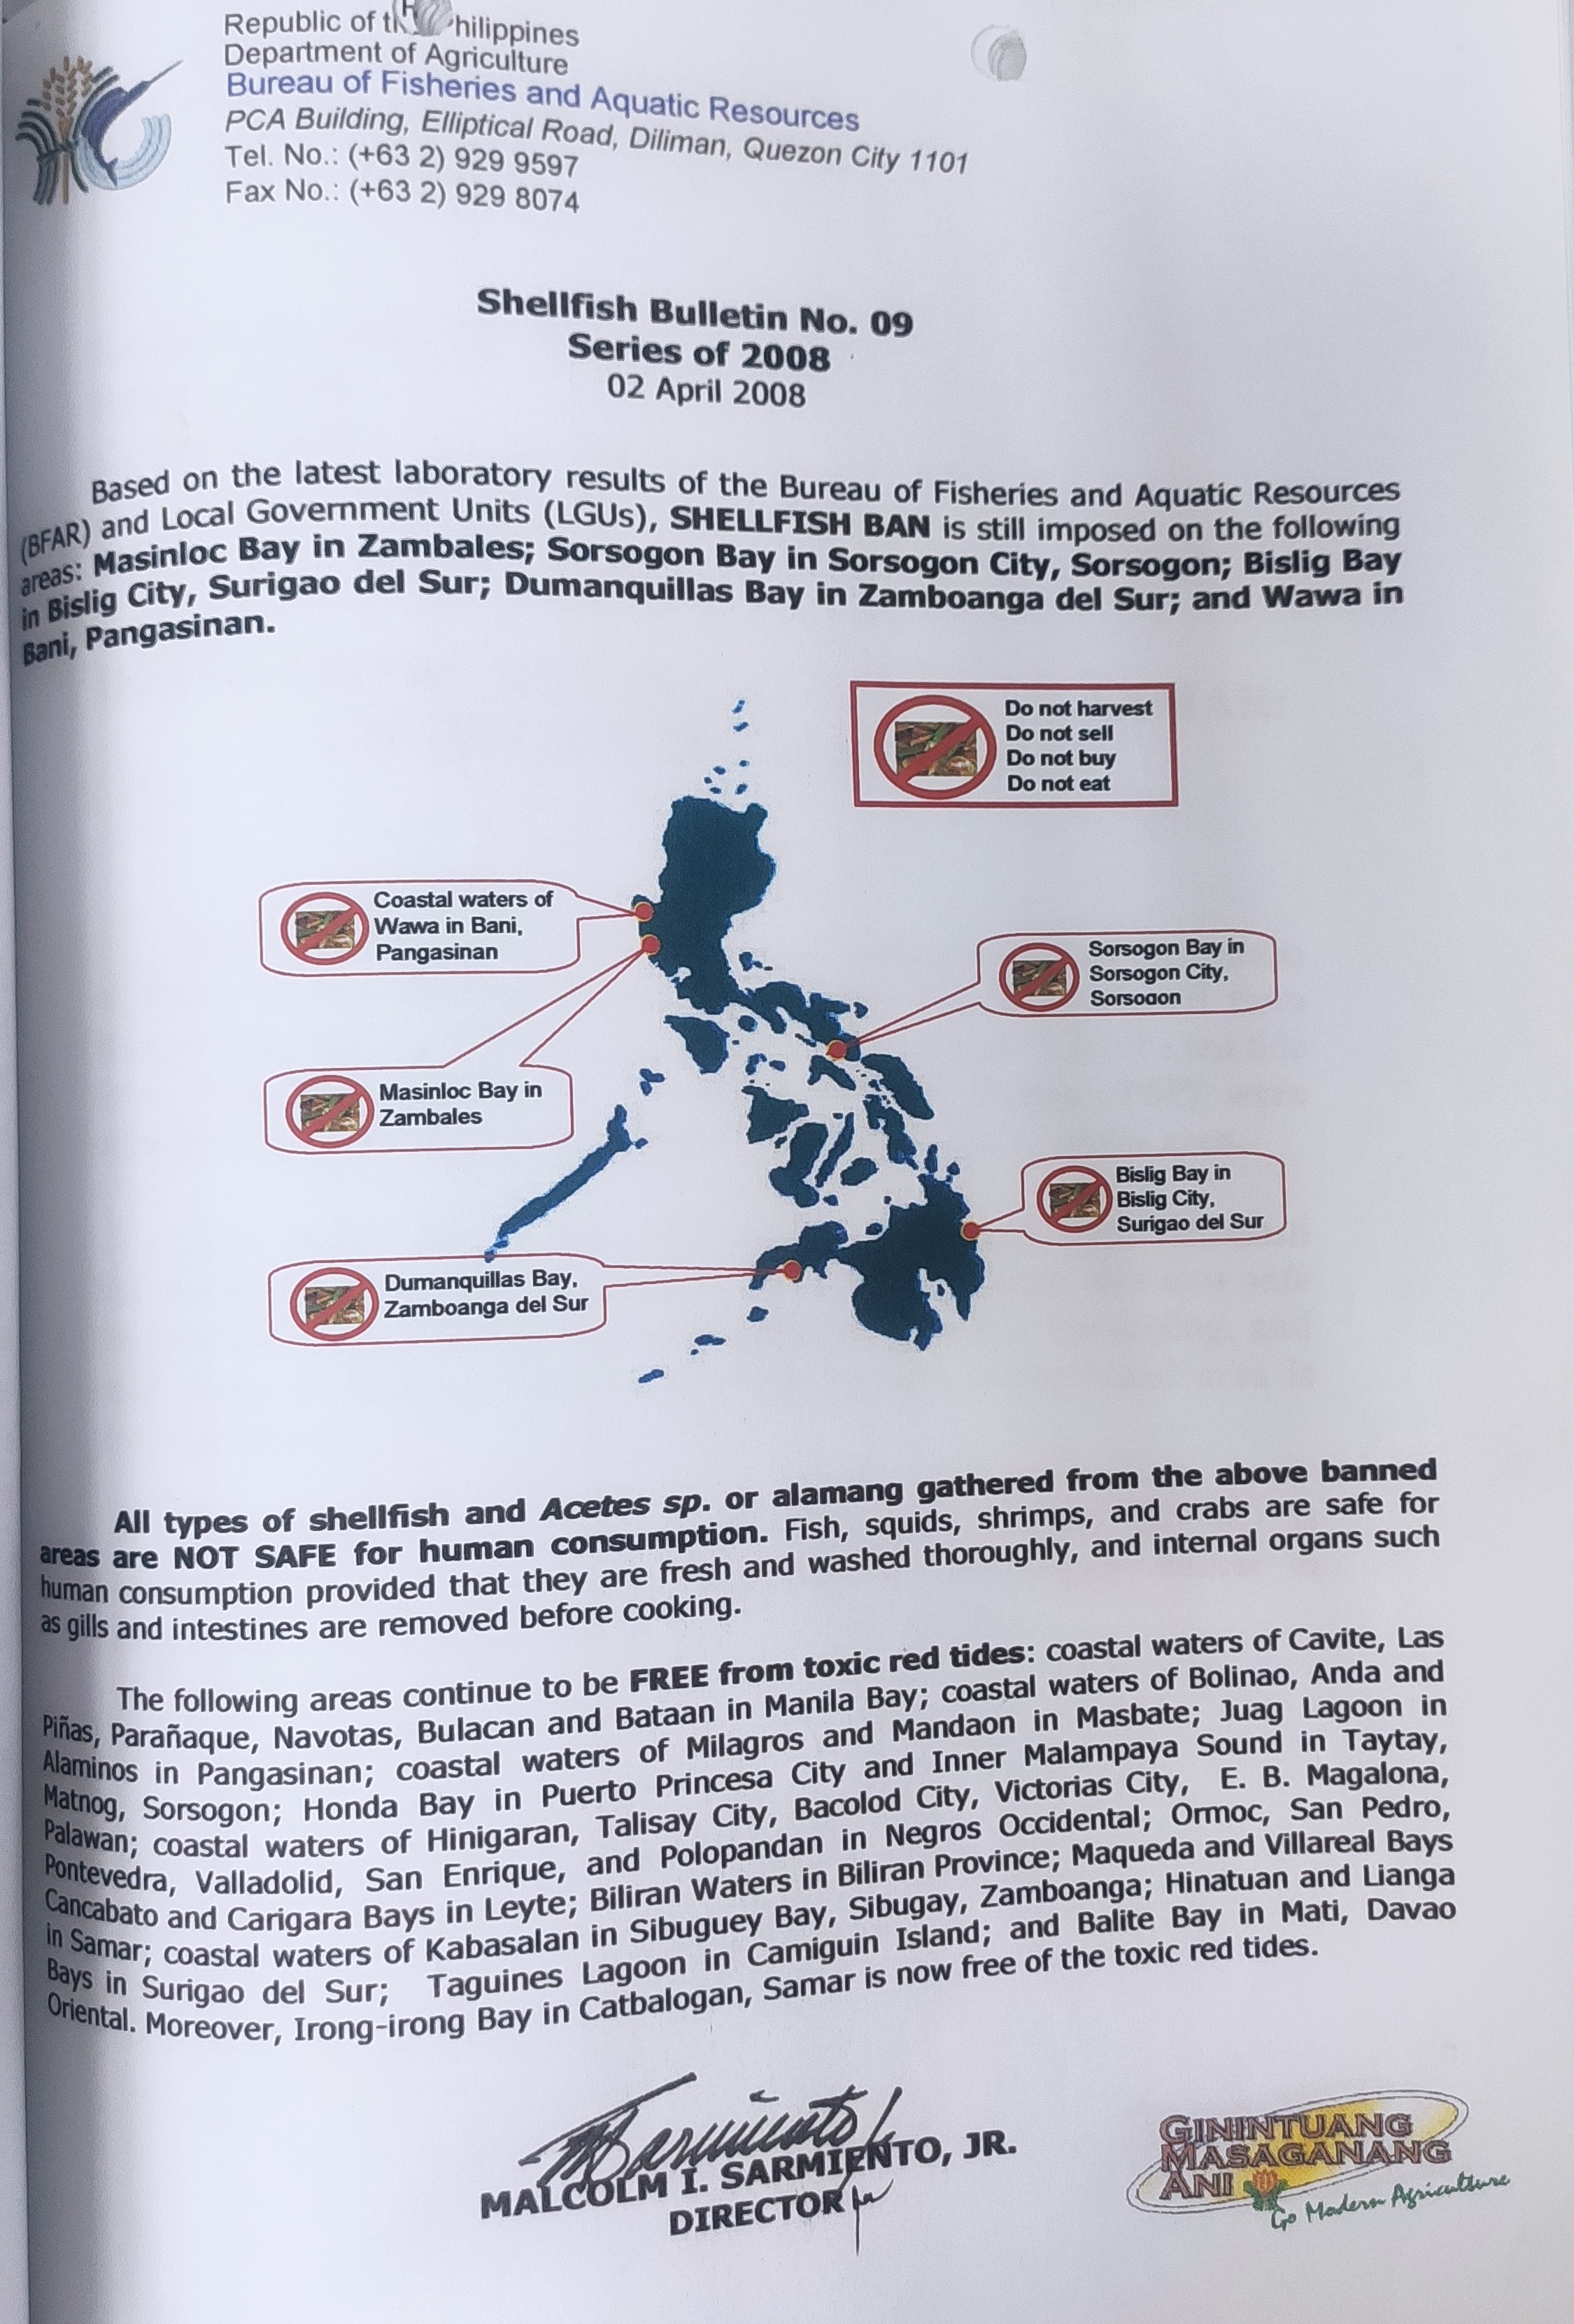 Republic of the Philippines
Department of Agriculture
Bureau of Fisheries and Aquatic Resources
PCA Building, Elliptical Road, Diliman, Quezon City 1101
Tel. No.: (+63 2) 929 9597
Fax No.: (+63 2) 929 8074
Shellfish Bulletin No. 09
Series of 2008
02 April 2008
Based on the latest laboratory results of the Bureau of Fisheries and Aquatic Resources
(BFAR) and Local Government Units (LGUs), SHELLFISH BAN is still imposed on the following
areas: Masinloc Bay in Zambales; Sorsogon Bay in Sorsogon City, Sorsogon; Bislig Bay
in Bislig City, Surigao del Sur; Dumanquillas Bay in Zamboanga del Sur; and Wawa in
Bani, Pangasinan.
Do not harvest
Do not sell
Do not buy
Do not eat
Coastal waters of
Wawa in Bani,
Pangasinan
Sorsogon Bay in
Sorsogon City,
Sorsogon
Masinloc Bay in
Zambales
Bislig Bay in
Bislig City,
Surigao del Sur
Dumanquillas Bay,
Zamboanga del Sur
All types of shellfish and Acetes sp. or alamang gathered from the above banned
areas are NOT SAFE for human consumption. Fish, squids, shrimps, and crabs are safe for
human consumption provided that they are fresh and washed thoroughly, and internal organs such
as gills and intestines are removed before cooking.
The following areas continue to be FREE from toxic red tides: coastal waters of Cavite, Las
Piñas, Parañaque, Navotas, Bulacan and Bataan in Manila Bay; coastal waters of Bolinao, Anda and
Alaminos in Pangasinan; coastal waters of Milagros and Mandaon in Masbate; Juag Lagoon in
Matnog, Sorsogon; Honda Bay in Puerto Princesa City and Inner Malampaya Sound in Taytay,
Palawan; coastal waters of Hinigaran, Talisay City, Bacolod City, Victorias City, E. B. Magalona,
Pontevedra, Valladolid, San Enrique, and Polopandan in Negros Occidental; Ormoc, San Pedro,
Cancabato and Carigara Bays in Leyte; Biliran Waters in Biliran Province; Maqueda and Villareal Bays
in Samar; coastal waters of Kabasalan in Sibuguey Bay, Sibugay, Zamboanga; Hinatuan and Lianga
Bays in Surigao del Sur; Taguines Lagoon in Camiguin Island; and Balite Bay in Mati, Davao
Oriental. Moreover, Irong-irong Bay in Catbalogan, Samar is now free of the toxic red tides.
MALCOLM I. SARMIENTO, JR.
DIRECTOR
GININTUANG
MASAGANANG
ANI
Go Modern Agriculture